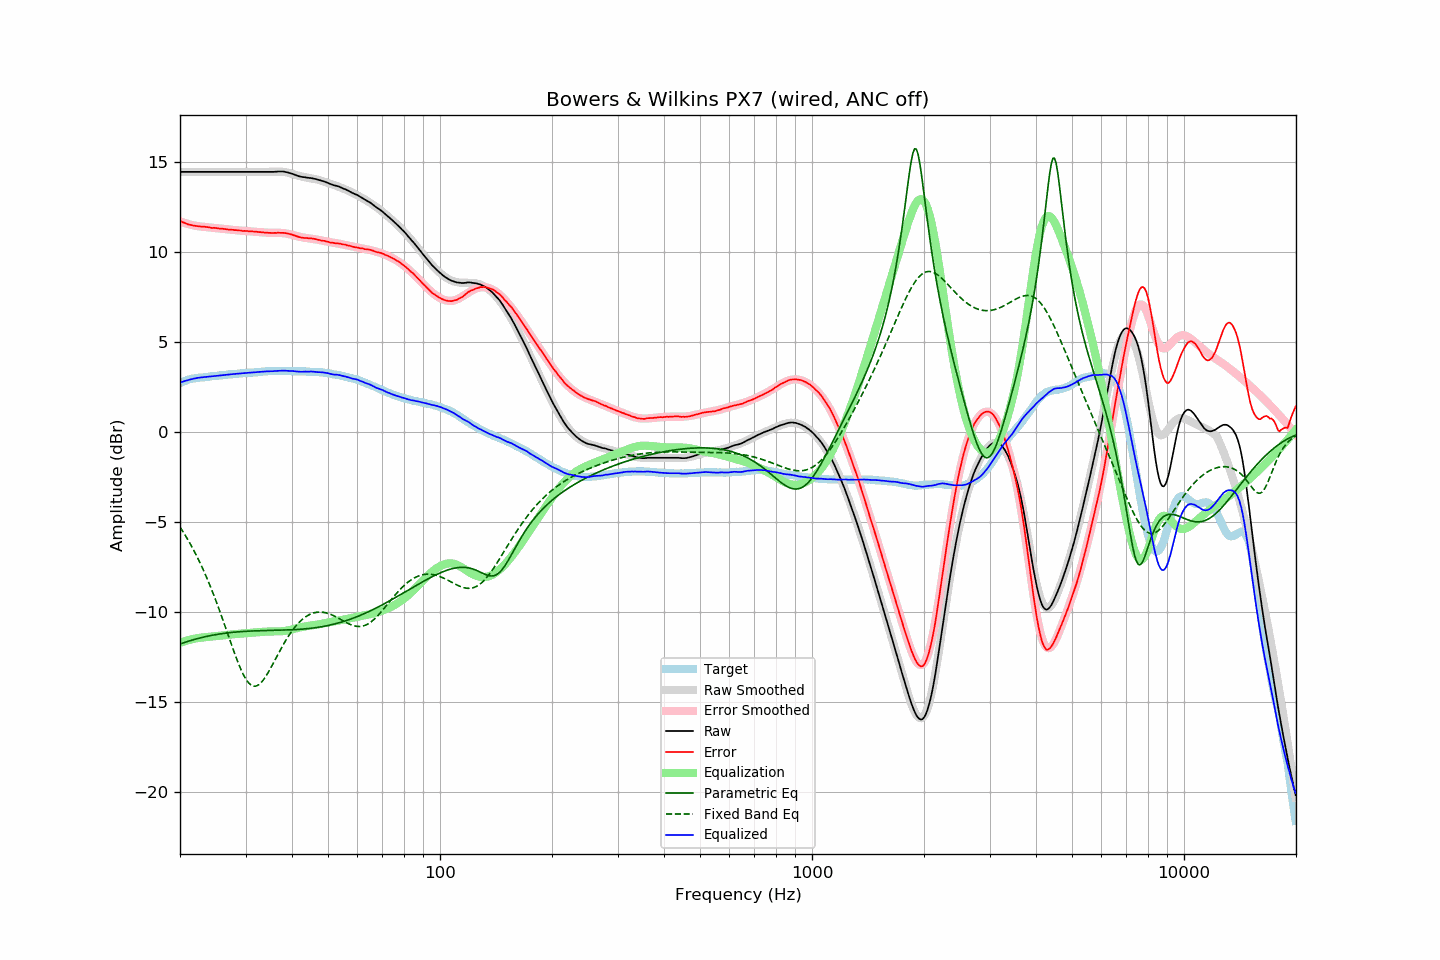 Bowers & Wilkins PX7 (wired, ANC off)
15
10
5
0
−5
−10
−15
−20
Amplitude (dBr)
Target
Raw Smoothed
Error Smoothed
Raw
Error
Equalization
Parametric Eq
Fixed Band Eq
Equalized
100
1000
10000
Frequency (Hz)